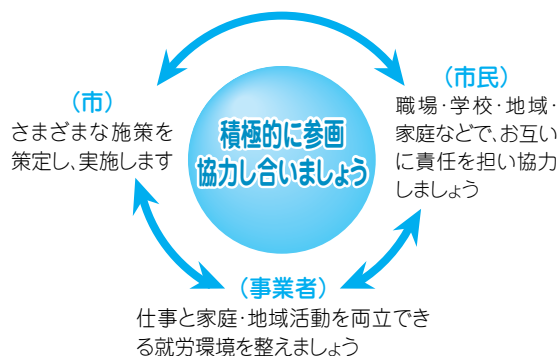 （市）
さまざまな施策を
策定し、実施します
積極的に参画
協力し合いましょう
（市民）
職場・学校・地域・
家庭などで、お互い
に責任を担い協力
しましょう
（事業者）
仕事と家庭・地域活動を両立でき
る就労環境を整えましょう